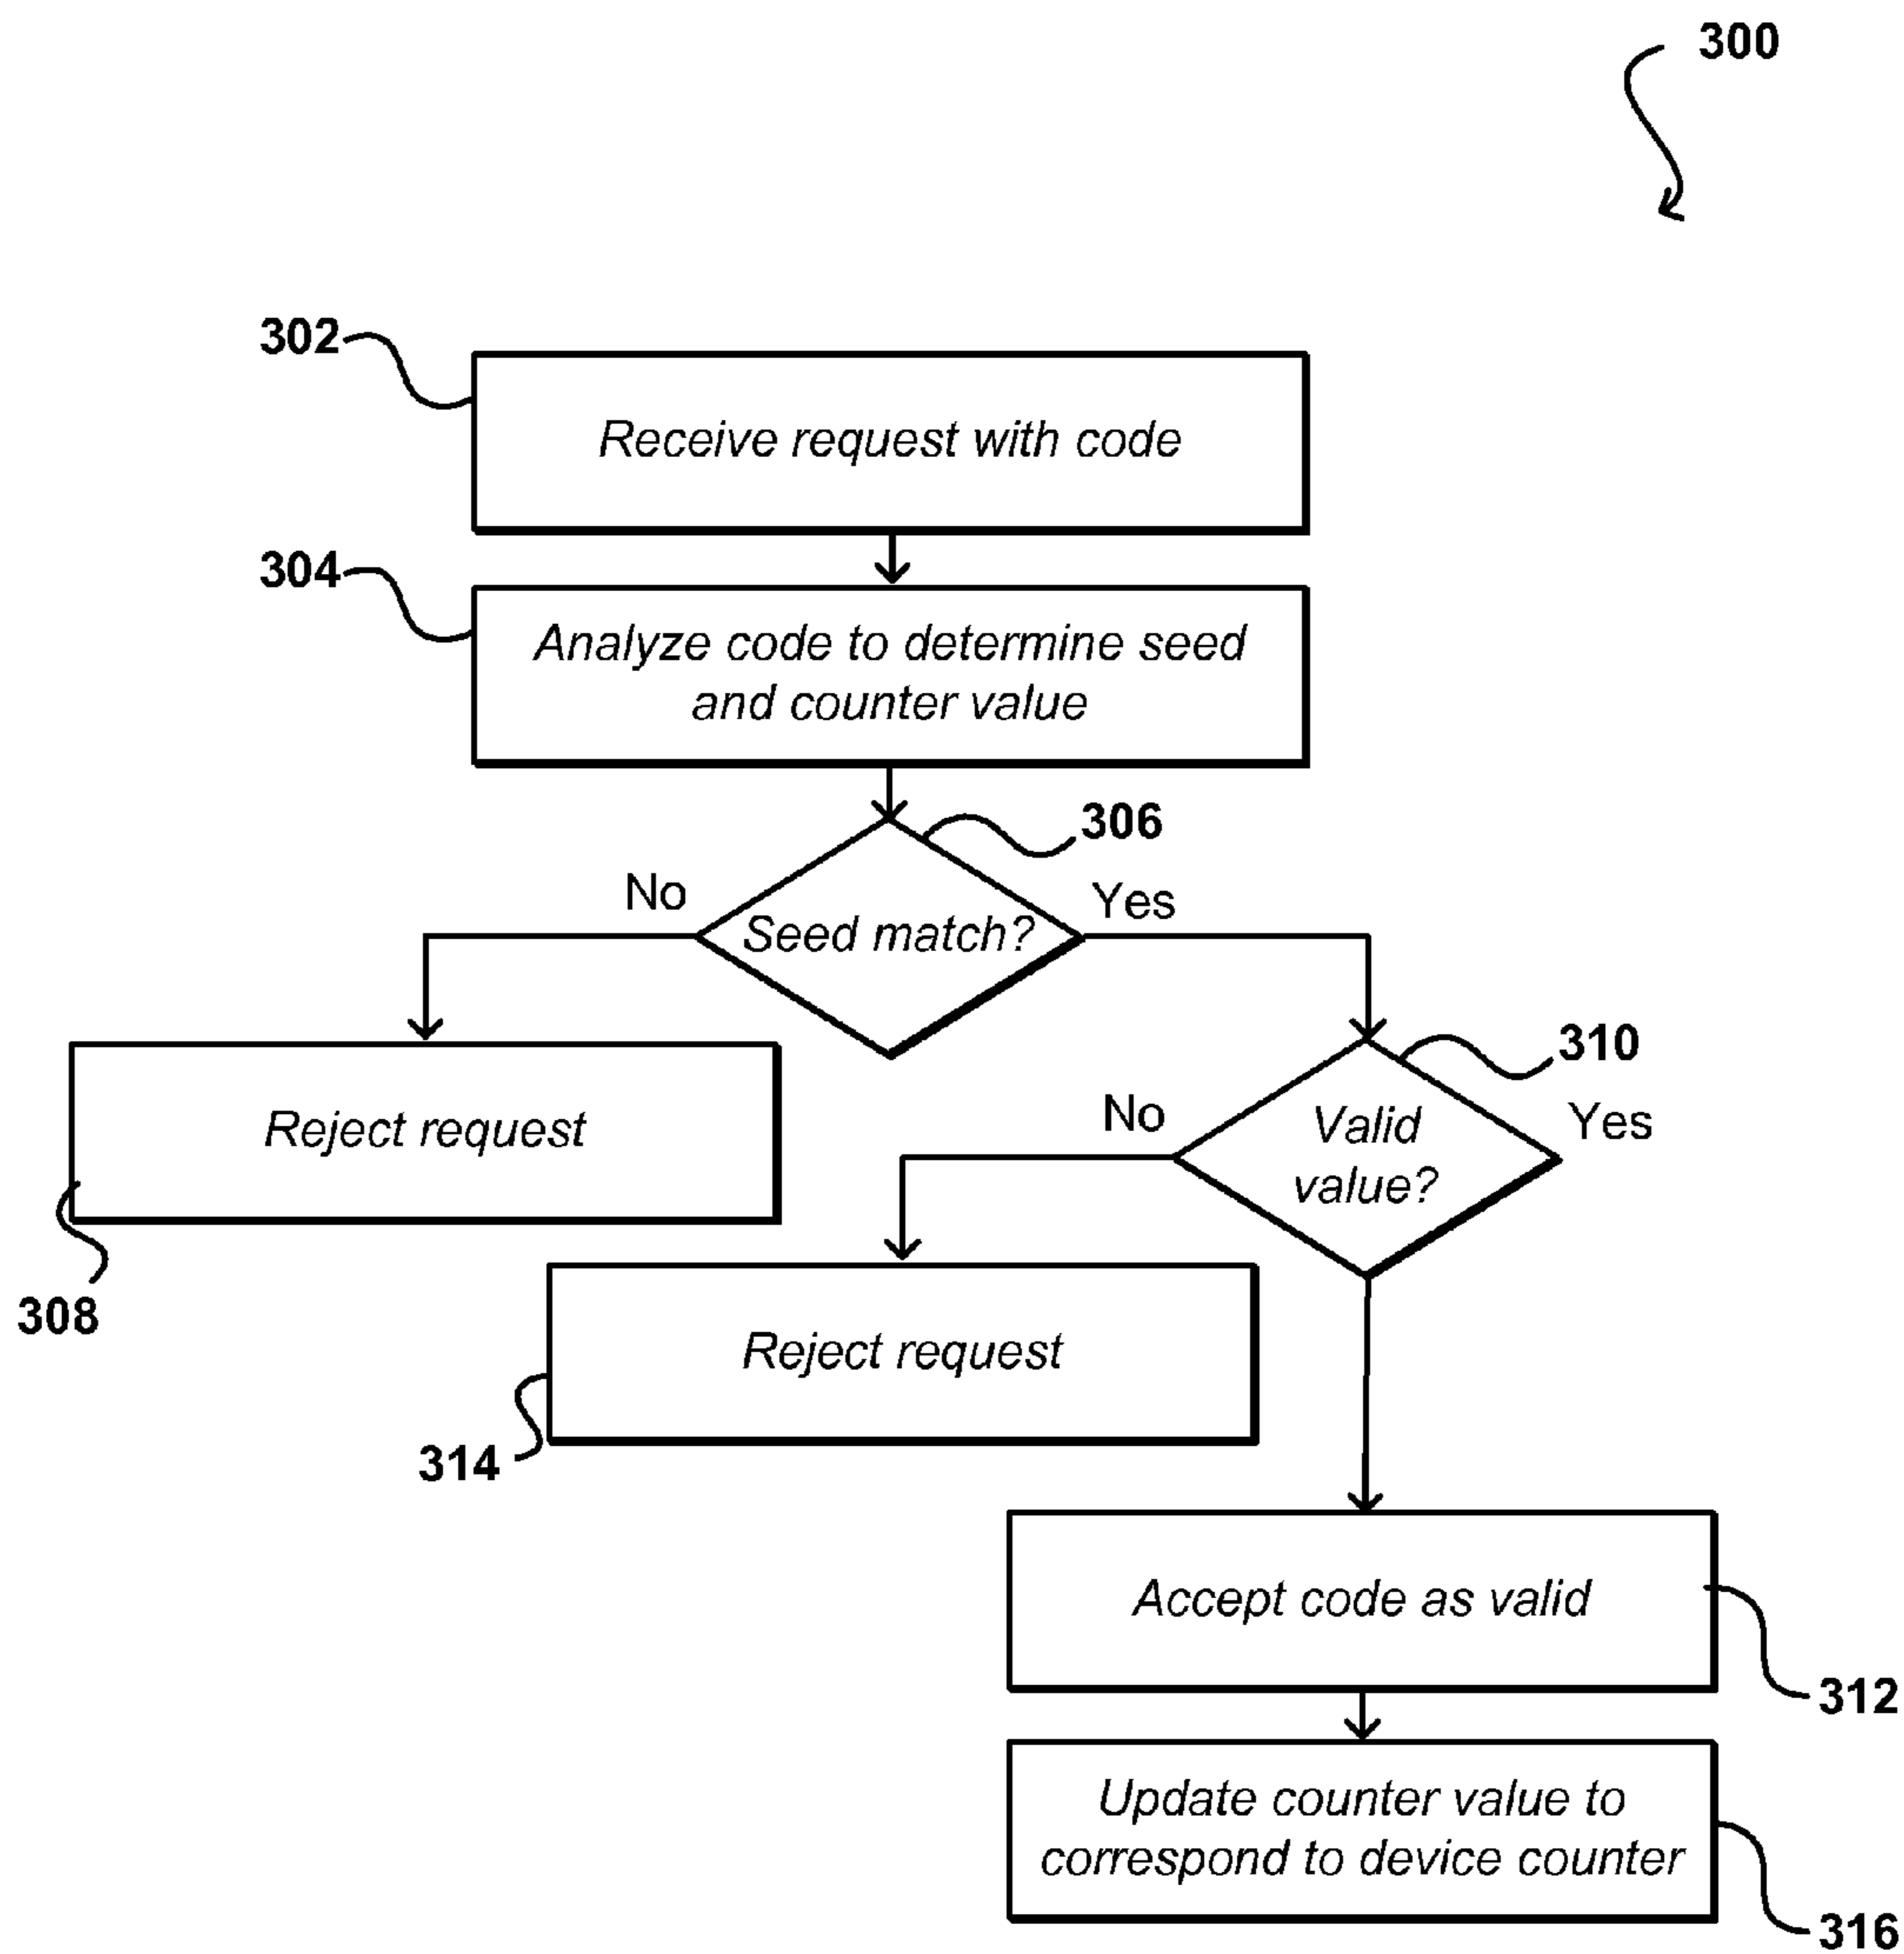 300
302
Receive request with code
304
Analyze code to determine seed
and counter value
306
No
Yes
Seed match?
310
No
Yes
Valid
value?
Reject request
308
Reject request
314
Accept code as valid
312
Update counter value to
correspond to device counter
316